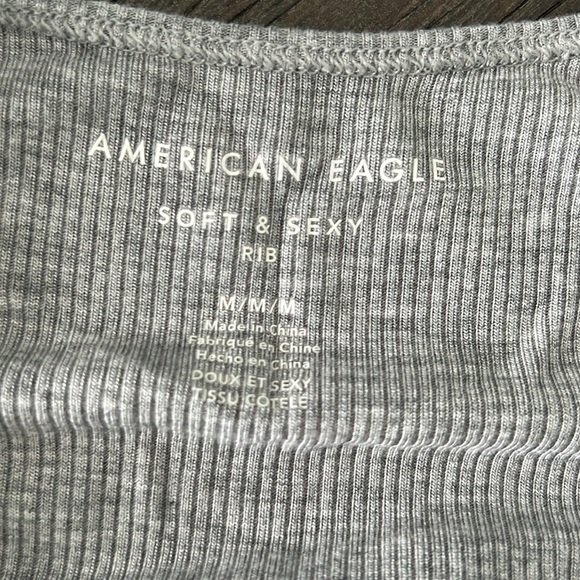 AMERICAN EAGLE
SOFT & SEXY
RIB
M/M/M
Made in China
Fabriqué en Chine
Hecho en China
DOUX ET SEXY
TISSU CÔTELÉ